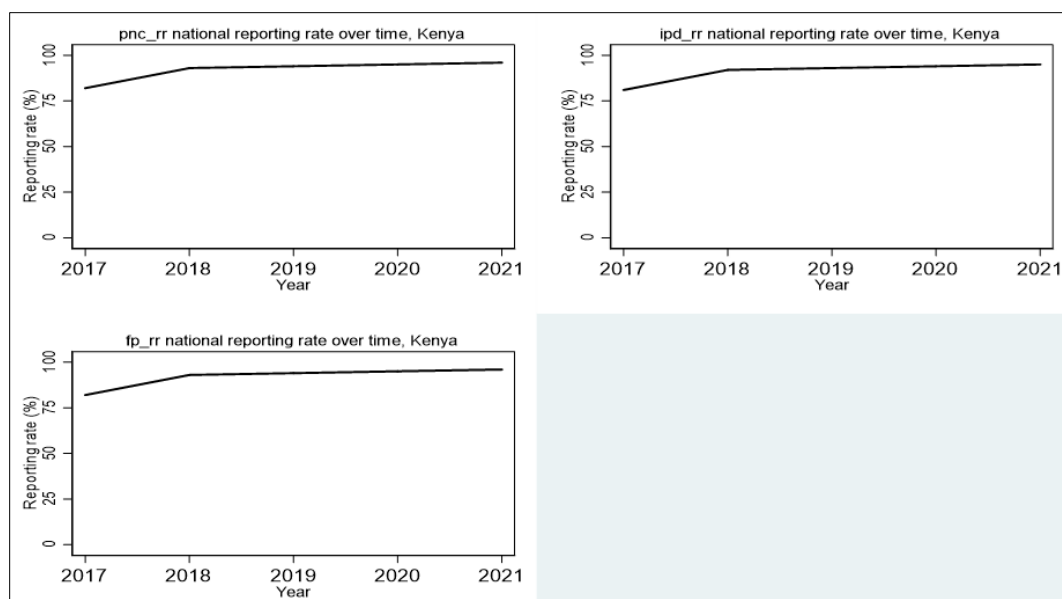 pnc_rr national reporting rate over time, Kenya
Reporting rate (%)
100
75
50
25
0
2017 2018 2019 2020 2021
Year
ipd_rr national reporting rate over time, Kenya
Reporting rate (%)
100
75
50
25
0
2017 2018 2019 2020 2021
Year
fp_rr national reporting rate over time, Kenya
Reporting rate (%)
100
75
50
25
0
2017 2018 2019 2020 2021
Year